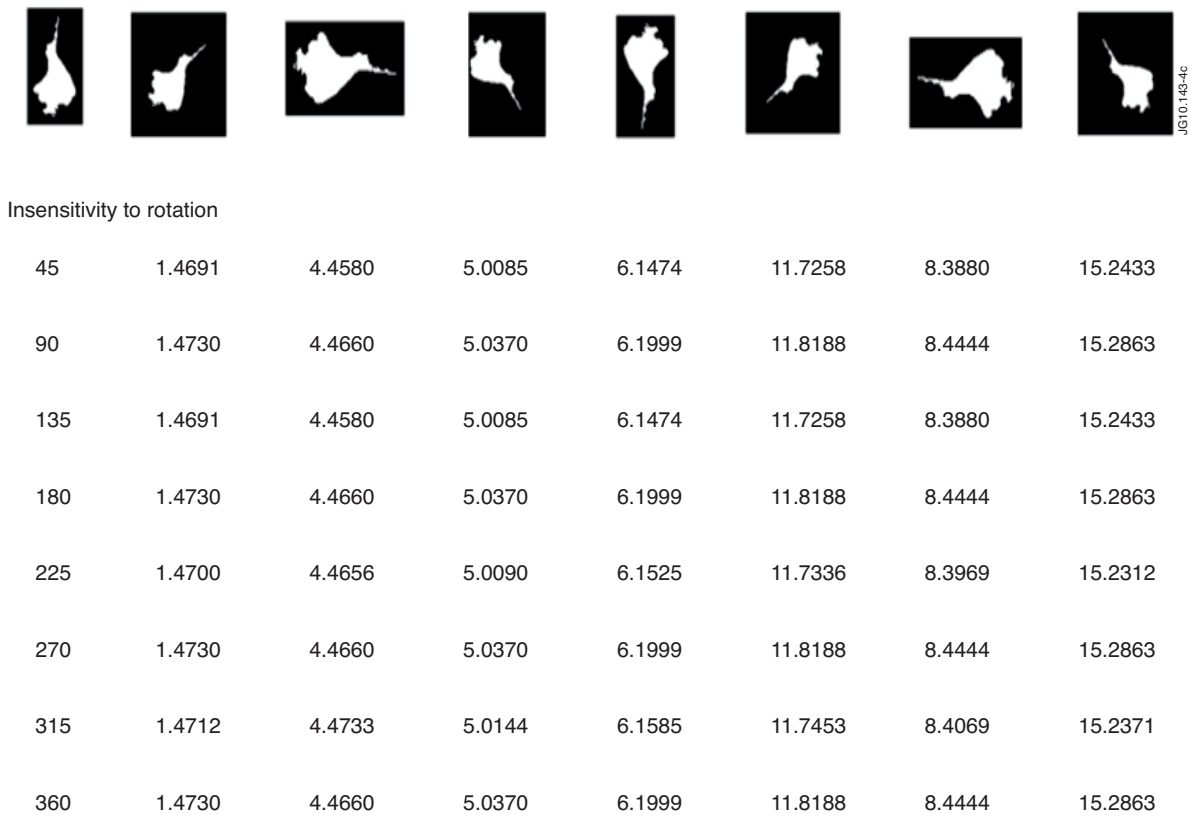 JG10.143-4c
Insensitivity to rotation
45 1.4691 4.4580 5.0085 6.1474 11.7258 8.3880 15.2433
90 1.4730 4.4660 5.0370 6.1999 11.8188 8.4444 15.2863
135 1.4691 4.4580 5.0085 6.1474 11.7258 8.3880 15.2433
180 1.4730 4.4660 5.0370 6.1999 11.8188 8.4444 15.2863
225 1.4700 4.4656 5.0090 6.1525 11.7336 8.3969 15.2312
270 1.4730 4.4660 5.0370 6.1999 11.8188 8.4444 15.2863
315 1.4712 4.4733 5.0144 6.1585 11.7453 8.4069 15.2371
360 1.4730 4.4660 5.0370 6.1999 11.8188 8.4444 15.2863